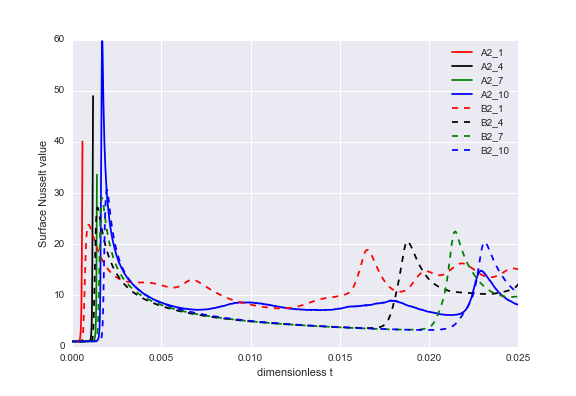 60
50
40
30
20
10
0
Surface Nusselt value
0.000
0.005
0.010
0.015
0.020
0.025
dimensionless t
A2_1
A2_4
A2_7
A2_10
B2_1
B2_4
B2_7
B2_10